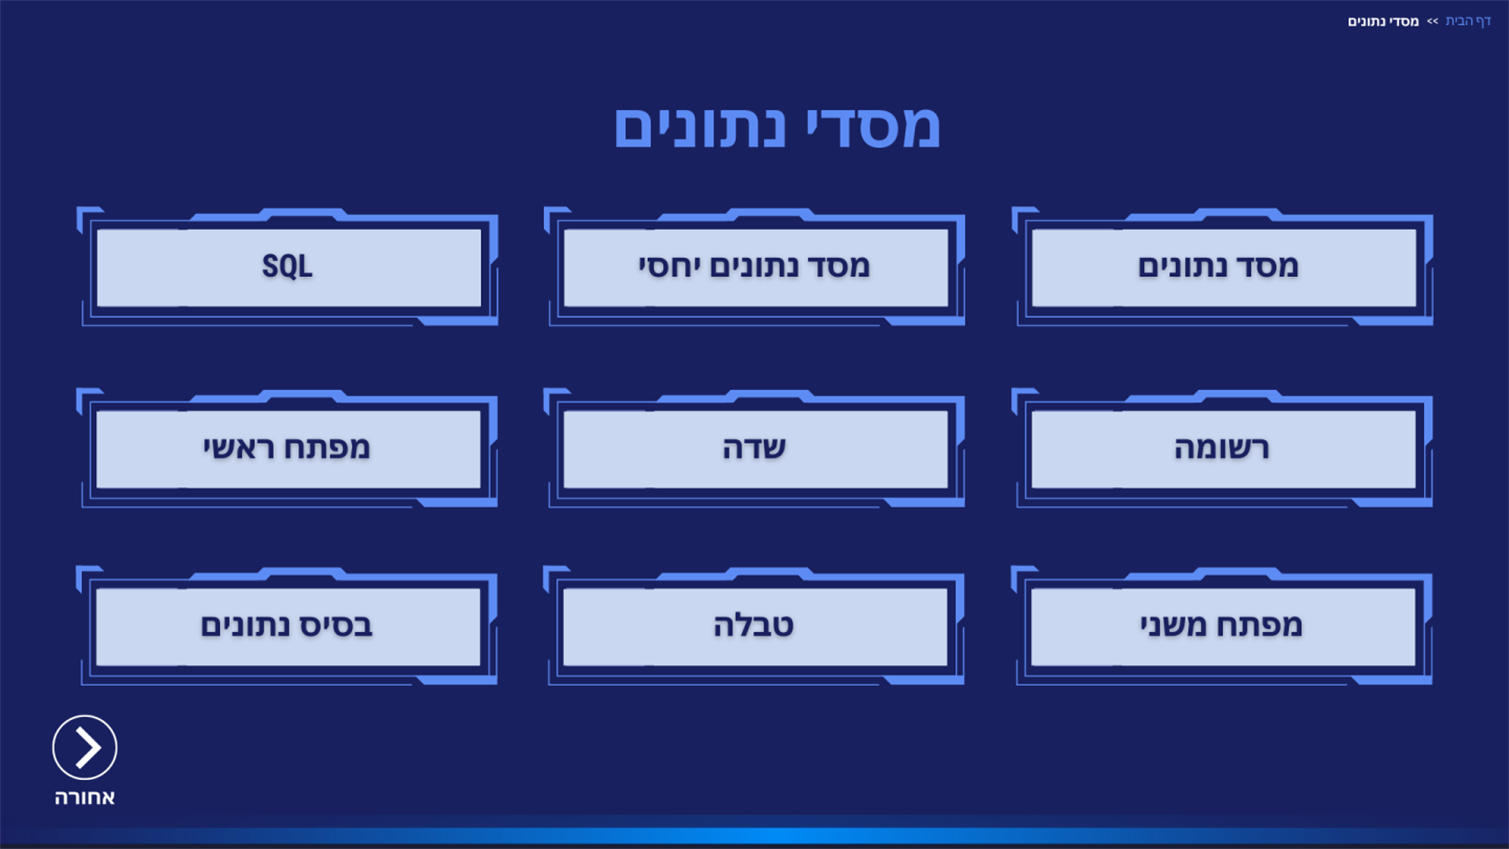 דף הבית >> מסדי נתונים
מסדי נתונים
מסד נתונים
מסד נתונים יחסי
SQL
רשומה
שדה
מפתח ראשי
מפתח משני
טבלה
בסיס נתונים
אחורה